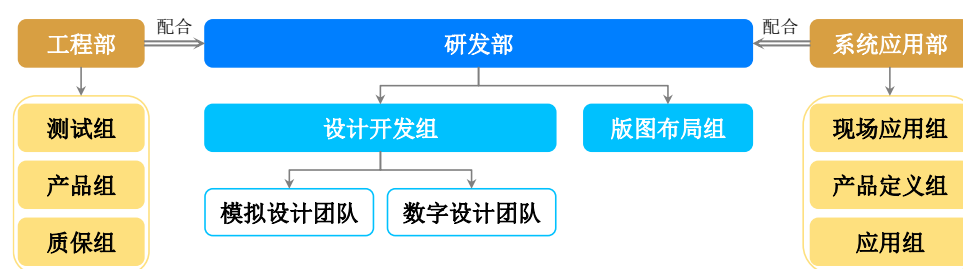 工程部
配合
研发部
配合
系统应用部
测试组
设计开发组
版图布局组
现场应用组
产品组
产品定义组
模拟设计团队
数字设计团队
质保组
应用组